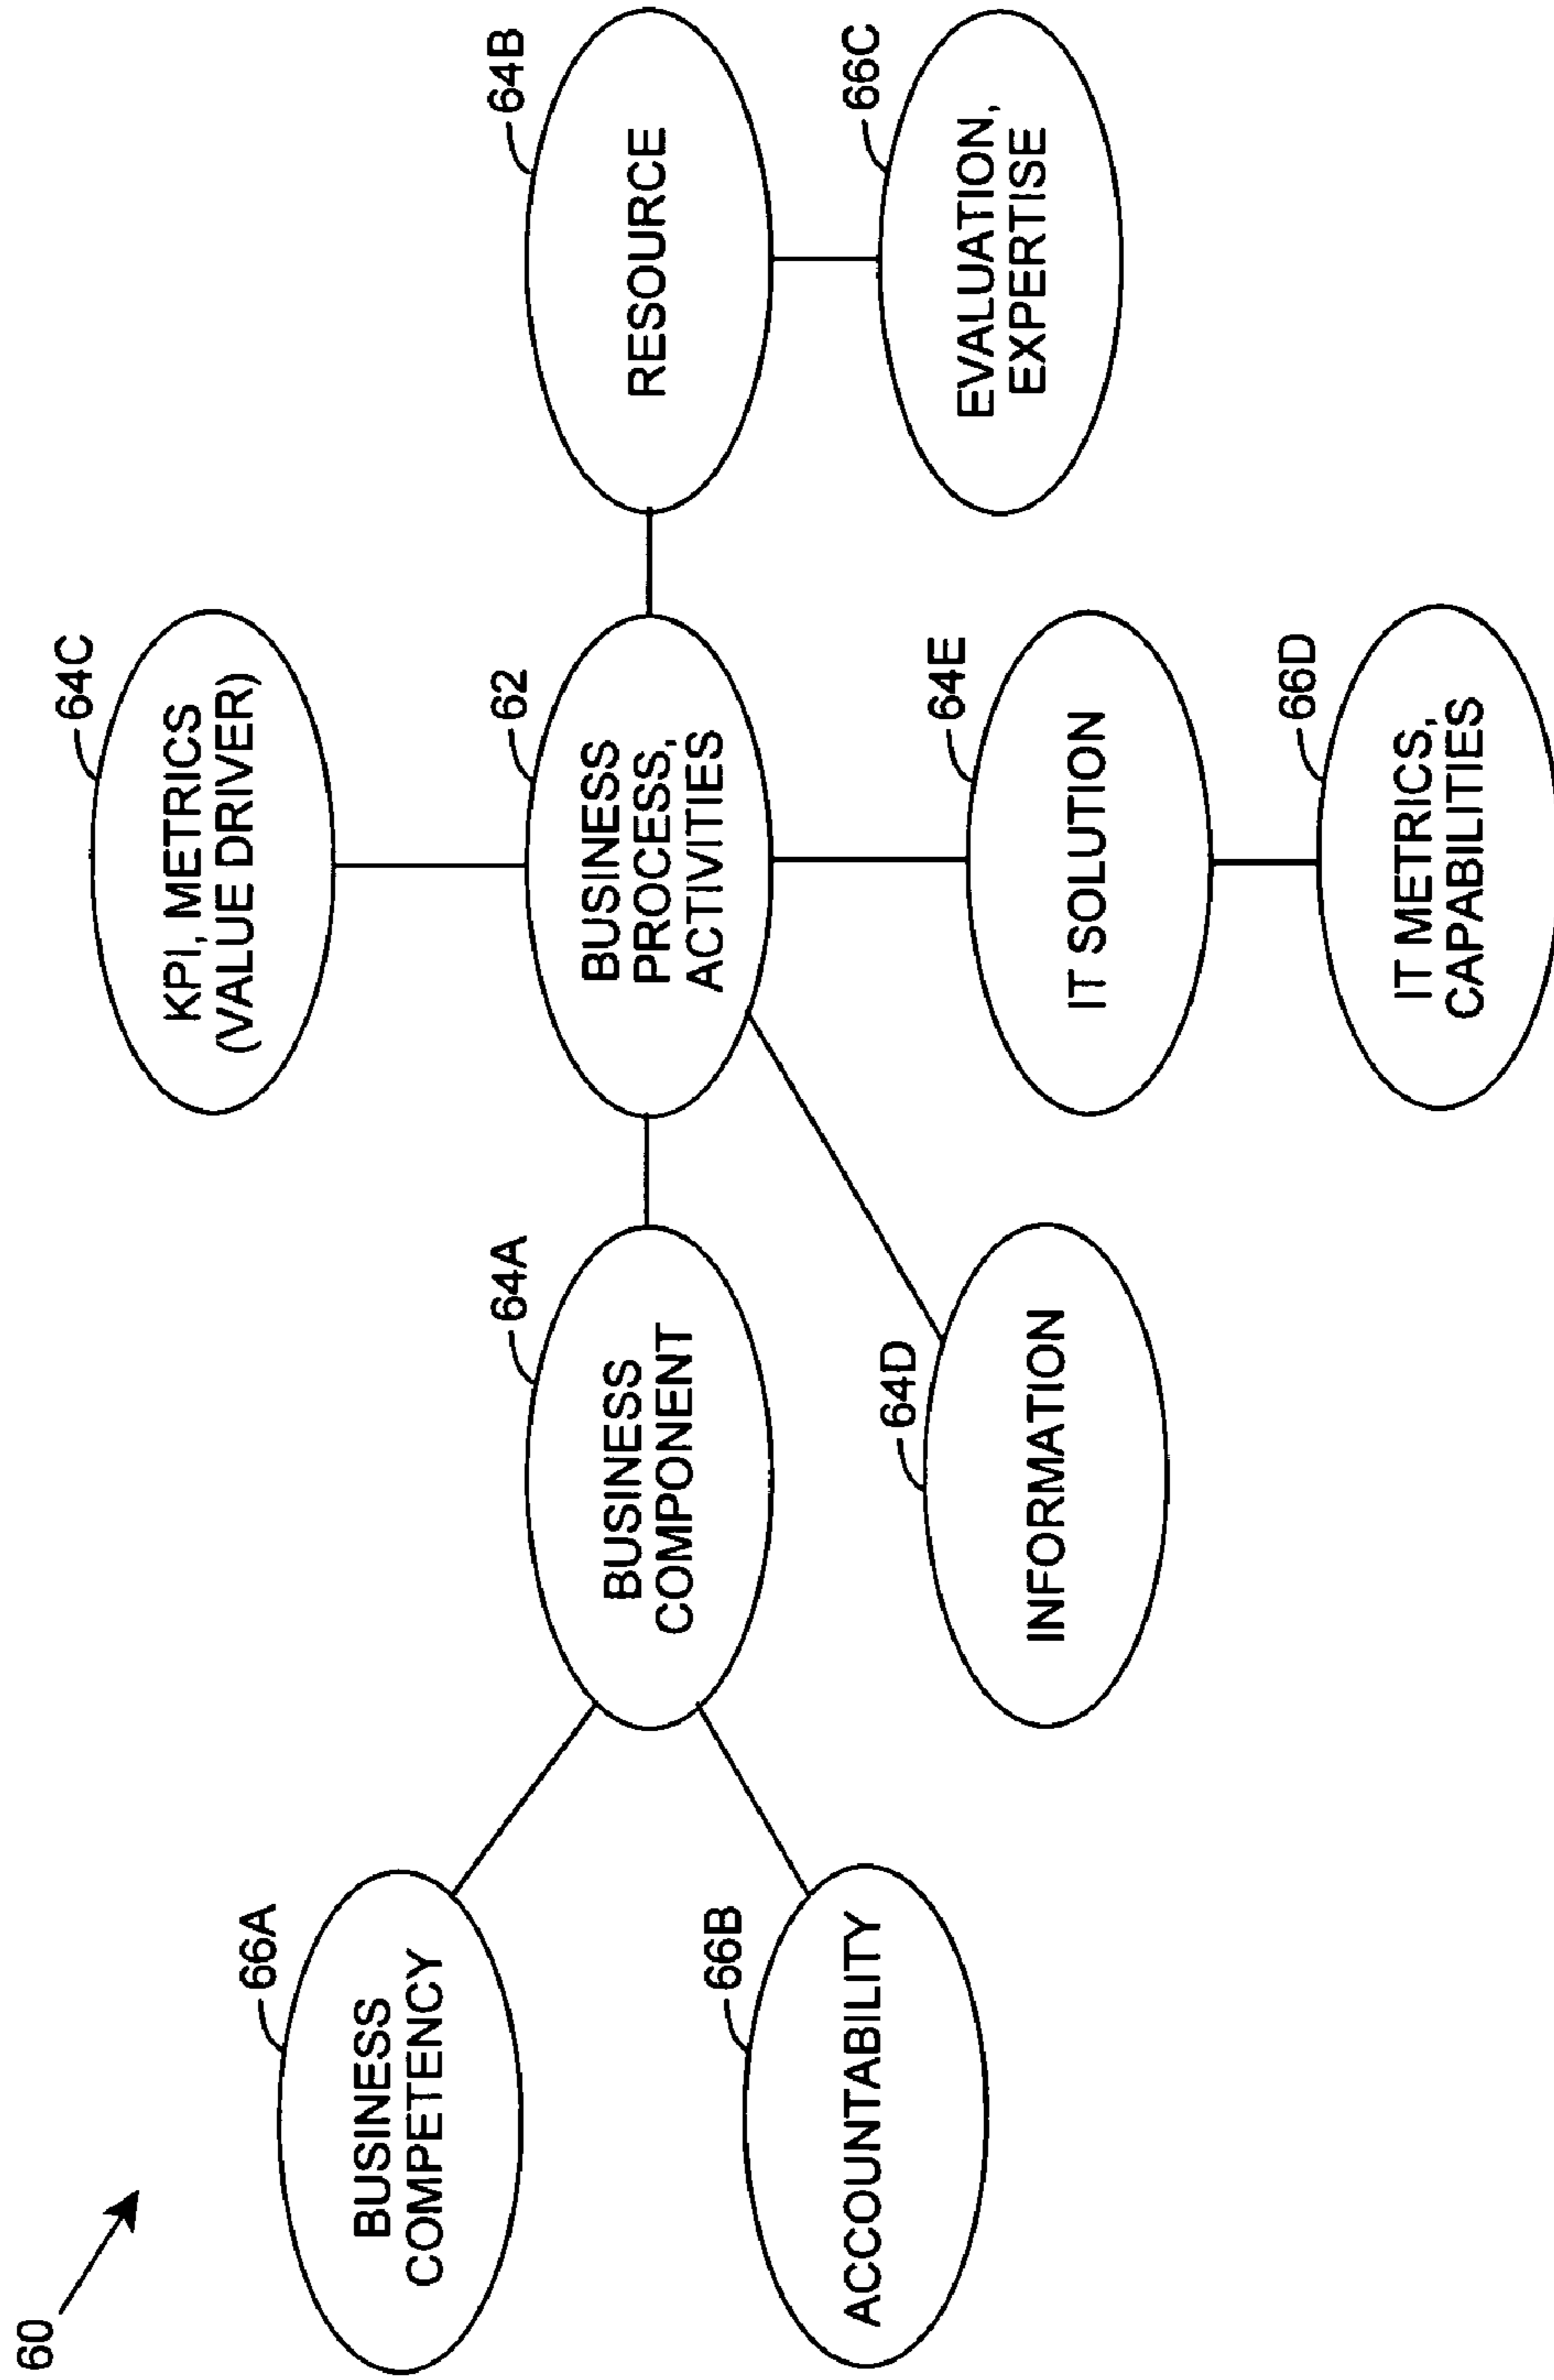 60
66A
BUSINESS
COMPETENCY
66B
ACCOUNTABILITY
64A
BUSINESS
COMPONENT
64D
INFORMATION
64C
KPI, METRICS
(VALUE DRIVER)
62
BUSINESS
PROCESS,
ACTIVITIES
64E
IT SOLUTION
66D
IT METRICS,
CAPABILITIES
64B
RESOURCE
66C
EVALUATION,
EXPERTISE